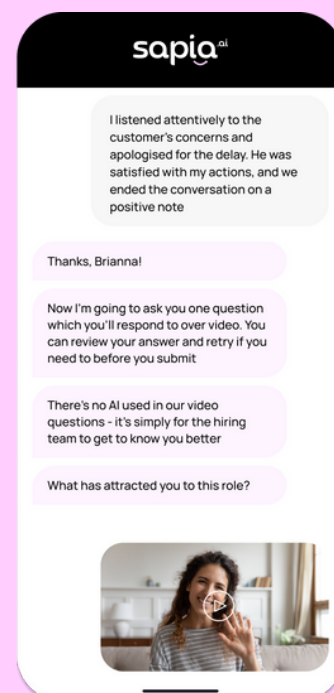 sapia.ai
I listened attentively to the
customer's concerns and
apologised for the delay. He was
satisfied with my actions, and we
ended the conversation on a
positive note
Thanks, Brianna!
Now I'm going to ask you one question
which you'll respond to over video. You
can review your answer and retry if you
need to before you submit
There's no AI used in our video
questions - it's simply for the hiring
team to get to know you better
What has attracted you to this role?